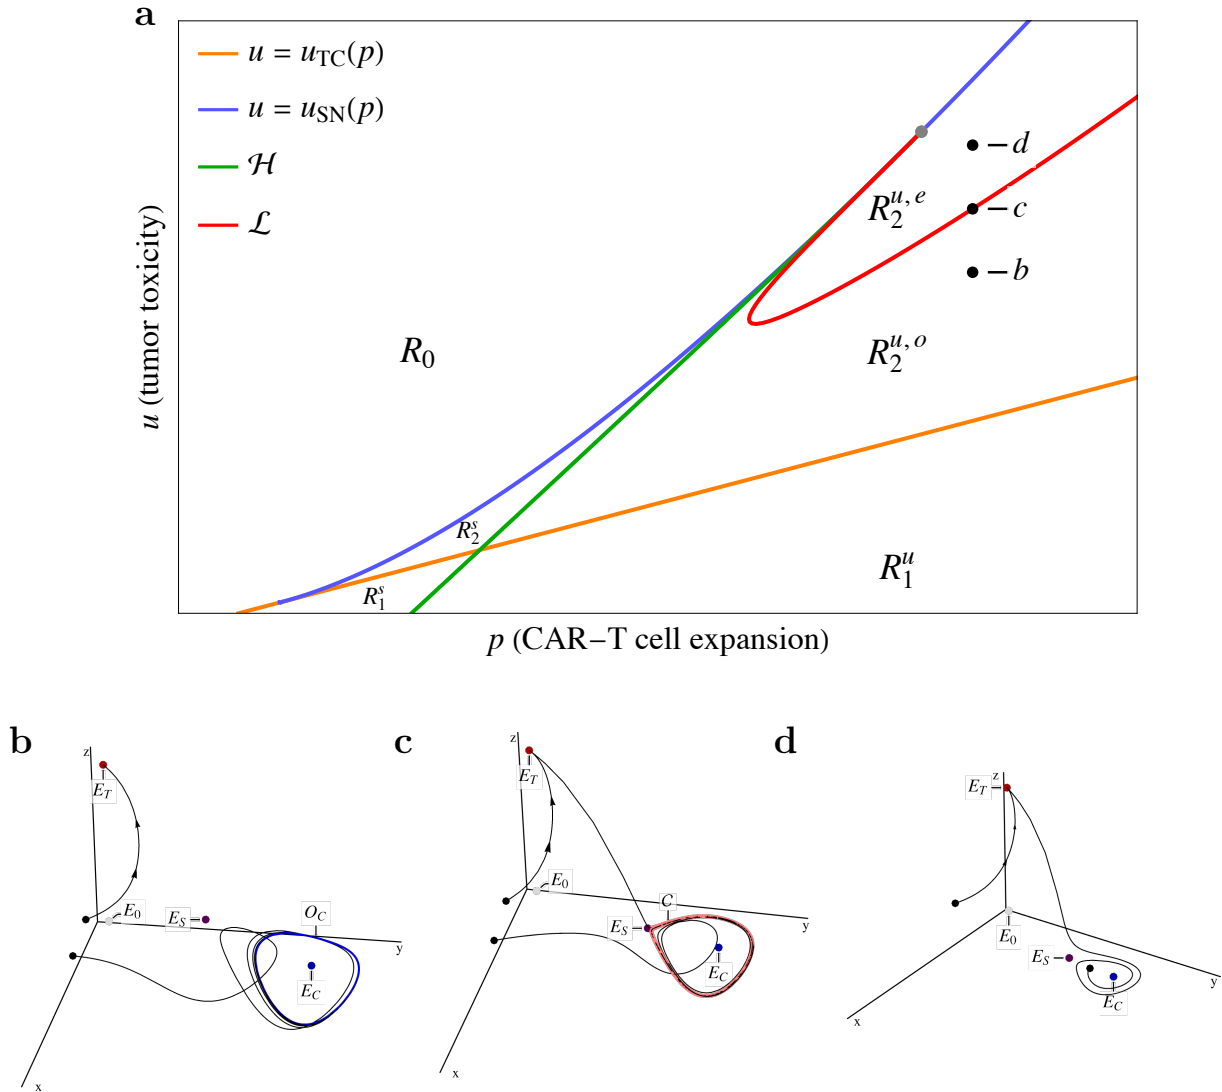 a
u = u_TC(p)
u = u_SN(p)
ℋ
ℒ
u (tumor toxicity)
−d
R_2^{u, e}
−c
−b
R_0
R_2^{u, o}
R_2^s
R_1^s
R_1^u
p (CAR−T cell expansion)
b
z
E_T
E_0
E_S
O_C
y
E_C
x
c
z
E_T
E_0
C
E_S
y
E_C
x
d
z
E_T
E_0
E_S
y
E_C
x